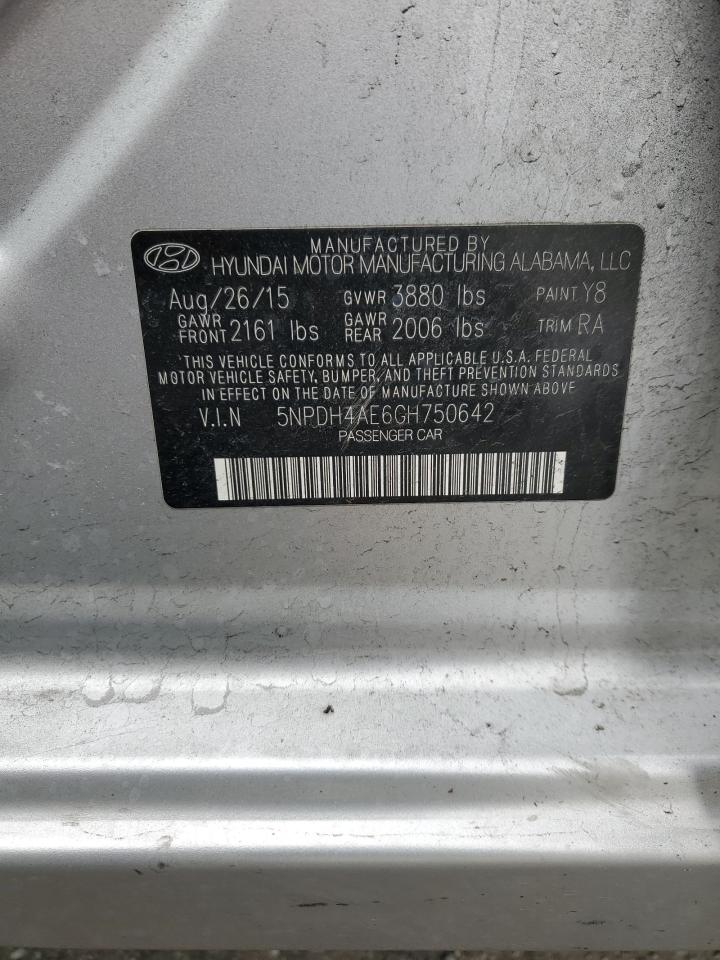 MANUFACTURED BY
HYUNDAI MOTOR MANUFACTURING ALABAMA, LLC
Aug/26/15 GVWR 3880 lbs PAINT Y8
GAWR FRONT 2161 lbs GAWR REAR 2006 lbs TRIM RA
THIS VEHICLE CONFORMS TO ALL APPLICABLE U.S.A. FEDERAL
MOTOR VEHICLE SAFETY, BUMPER, AND THEFT PREVENTION STANDARDS
IN EFFECT ON THE DATE OF MANUFACTURE SHOWN ABOVE
V.I.N 5NPDH4AE6GH750642
PASSENGER CAR